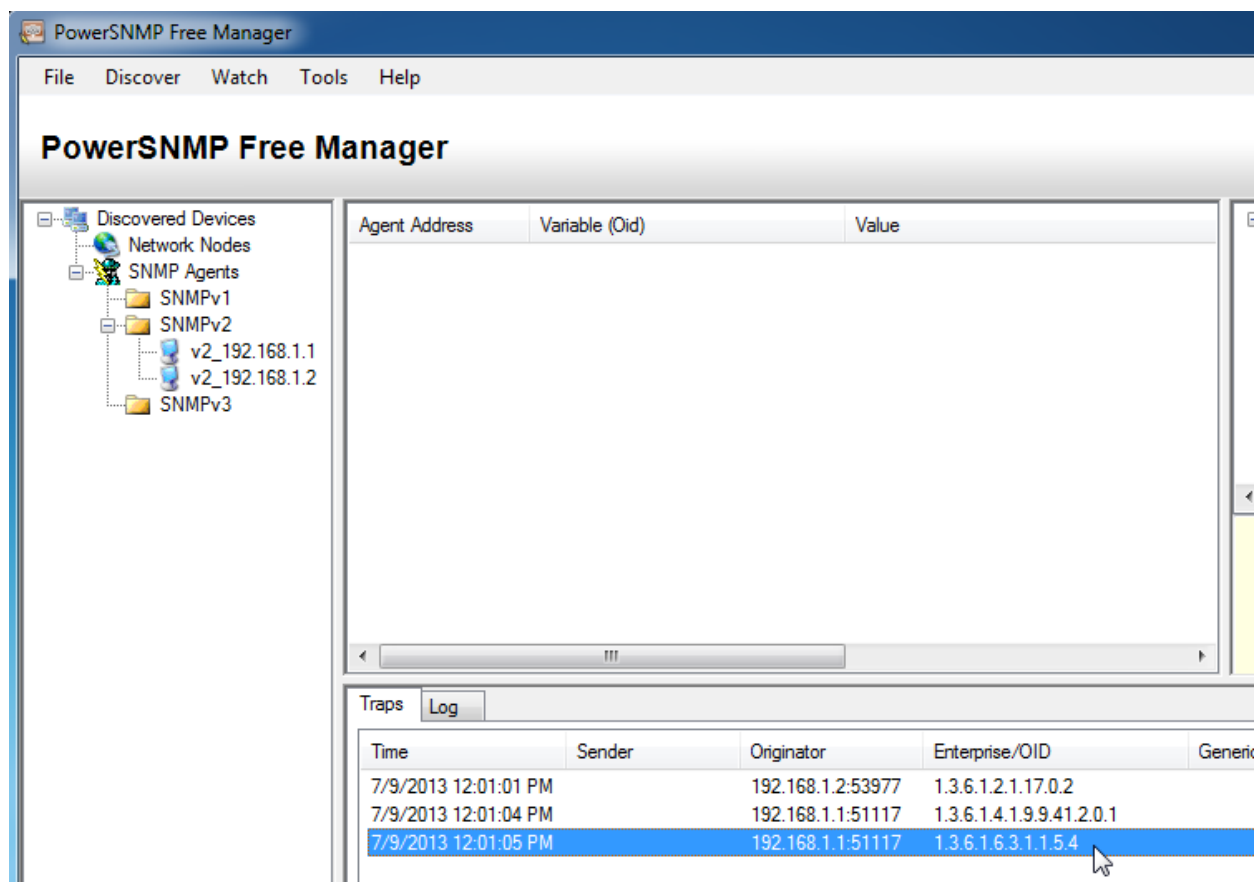 PowerSNMP Free Manager
File Discover Watch Tools Help
PowerSNMP Free Manager
Discovered Devices
Network Nodes
SNMP Agents
SNMPv1
SNMPv2
v2_192.168.1.1
v2_192.168.1.2
SNMPv3
Agent Address Variable (Oid) Value
Traps Log
Time Sender Originator Enterprise/OID Generic
7/9/2013 12:01:01 PM 192.168.1.2:53977 1.3.6.1.2.1.17.0.2
7/9/2013 12:01:04 PM 192.168.1.1:51117 1.3.6.1.4.1.9.9.41.2.0.1
7/9/2013 12:01:05 PM 192.168.1.1:51117 1.3.6.1.6.3.1.1.5.4